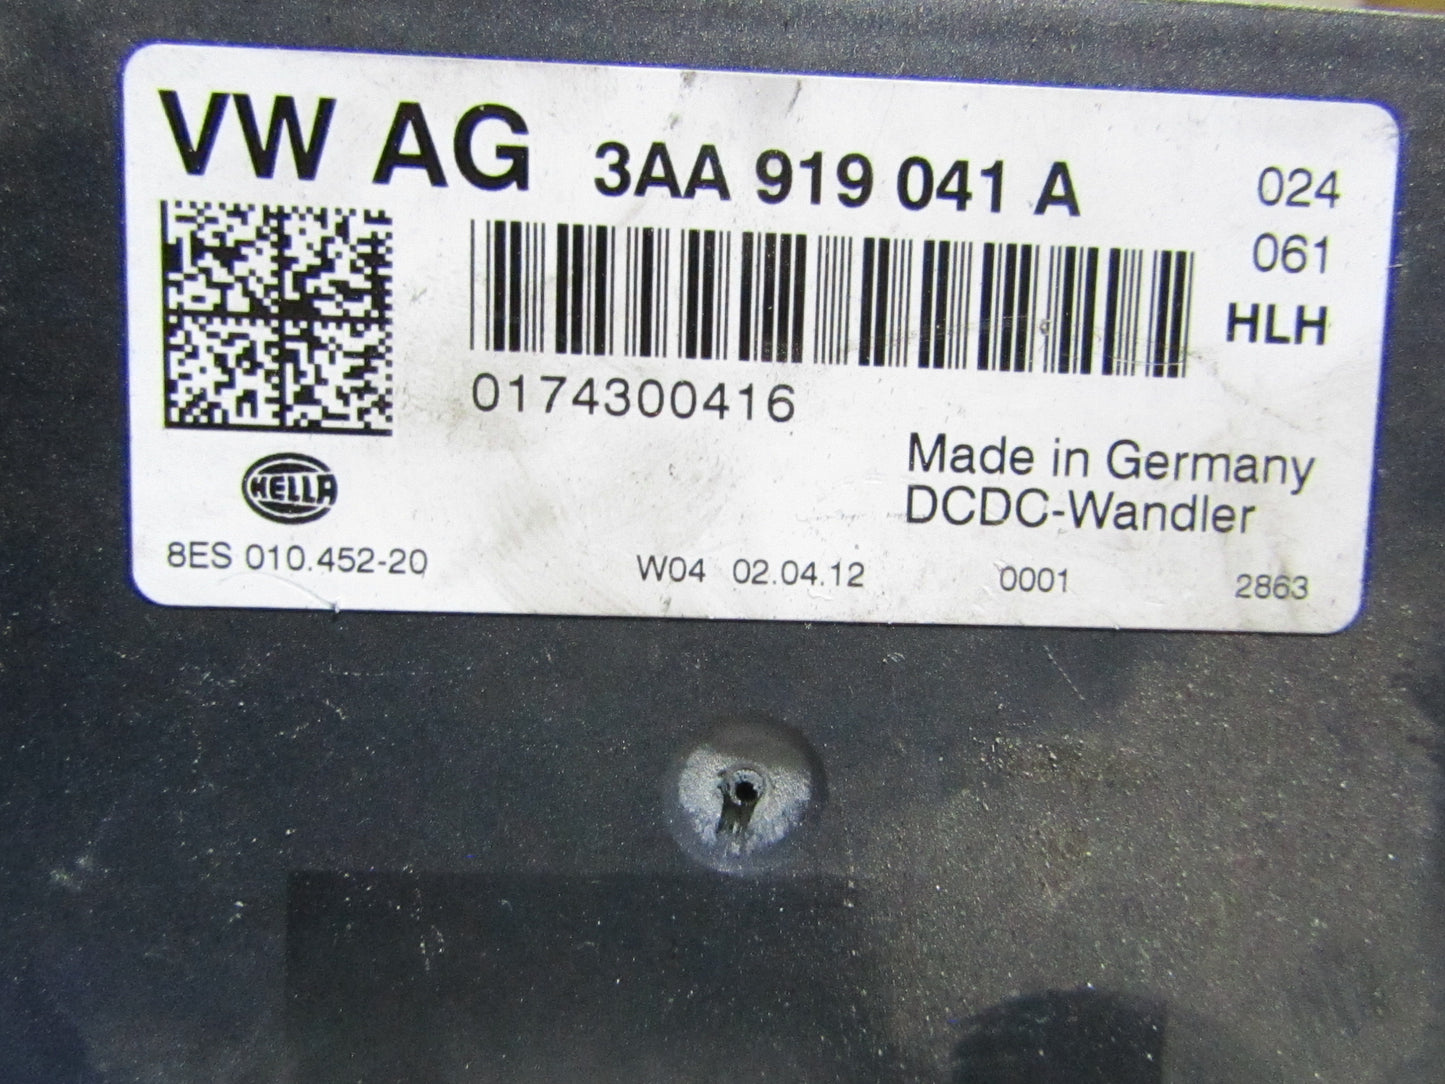 VW AG 3AA 919 041 A 024
061
HLH
0174300416
Made in Germany
DCDC-Wandler
HELLA
8ES 010.452-20 W04 02.04.12 0001 2863